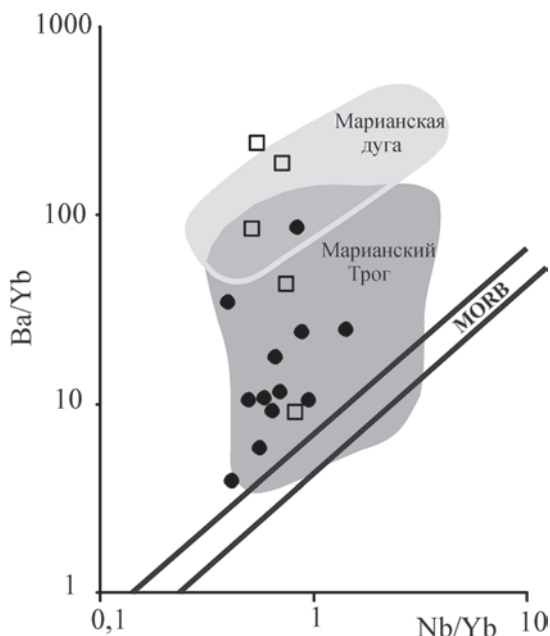 1000
Марианская
дуга
100
Марианский
Трог
Ba/Yb
MORB
10
1
0,1
1
Nb/Yb
10